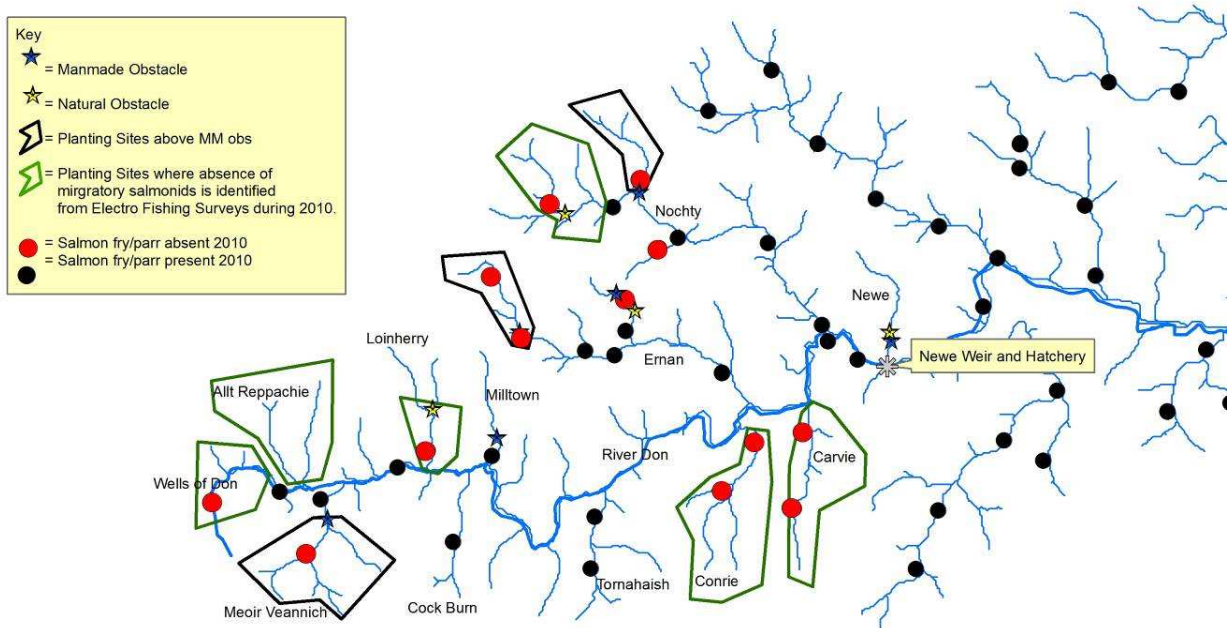 Key
= Manmade Obstacle
= Natural Obstacle
= Planting Sites above MM obs
= Planting Sites where absence of
mirgratory salmonids is identified
from Electro Fishing Surveys during 2010.
= Salmon fry/parr absent 2010
= Salmon fry/parr present 2010
Nochty
Newe
Loinherry
Ernan
Newe Weir and Hatchery
Allt Reppachie
Milltown
River Don
Carvie
Wells of Don
Conrie
Tornahaish
Meoir Veannich
Cock Burn